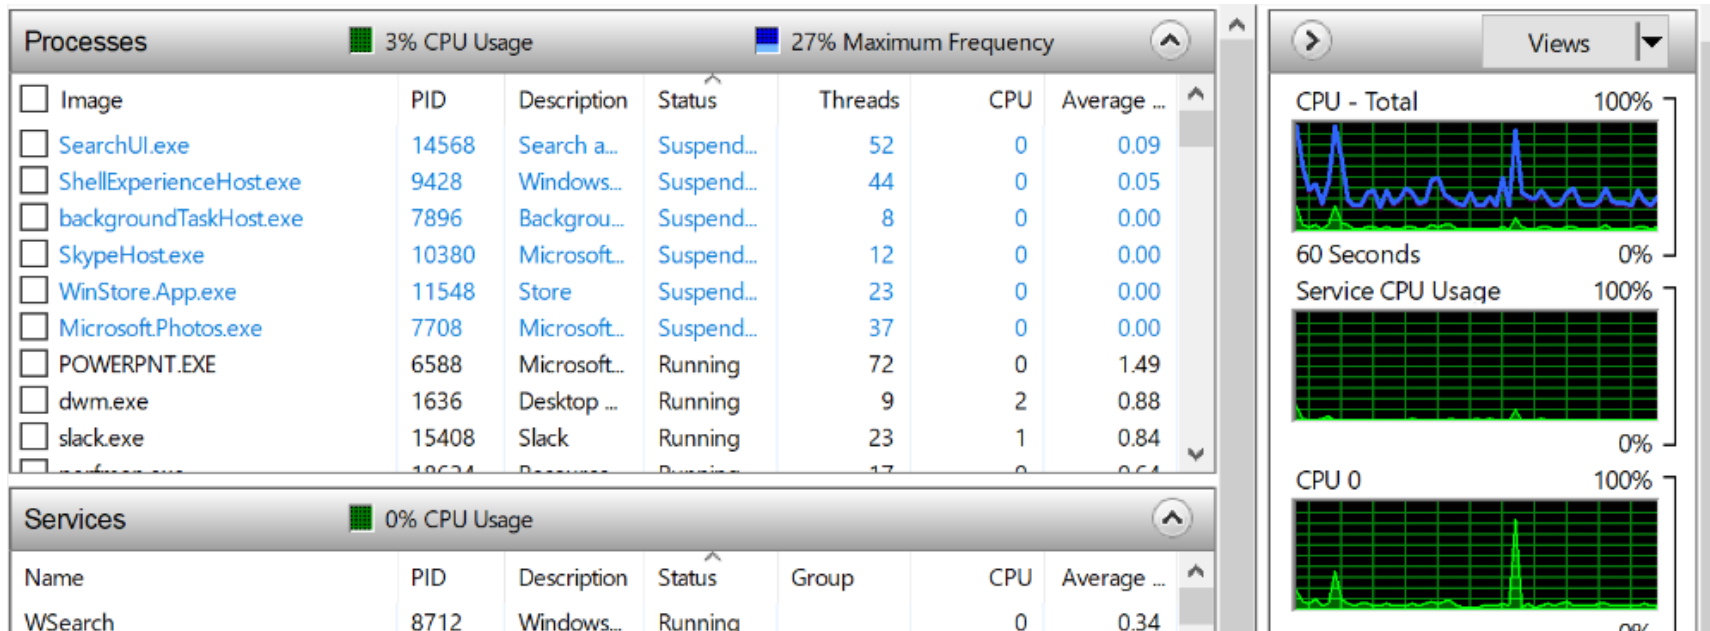 Processes 3% CPU Usage 27% Maximum Frequency
Image PID Description Status Threads CPU Average ...
SearchUI.exe 14568 Search a... Suspend... 52 0 0.09
ShellExperienceHost.exe 9428 Windows... Suspend... 44 0 0.05
backgroundTaskHost.exe 7896 Backgrou... Suspend... 8 0 0.00
SkypeHost.exe 10380 Microsoft... Suspend... 12 0 0.00
WinStore.App.exe 11548 Store Suspend... 23 0 0.00
Microsoft.Photos.exe 7708 Microsoft... Suspend... 37 0 0.00
POWERPNT.EXE 6588 Microsoft... Running 72 0 1.49
dwm.exe 1636 Desktop ... Running 9 2 0.88
slack.exe 15408 Slack Running 23 1 0.84
Services 0% CPU Usage
Name PID Description Status Group CPU Average ...
WSearch 8712 Windows... Running 0 0.34
Views
CPU - Total 100%
60 Seconds 0%
Service CPU Usage 100%
0%
CPU 0 100%
0%